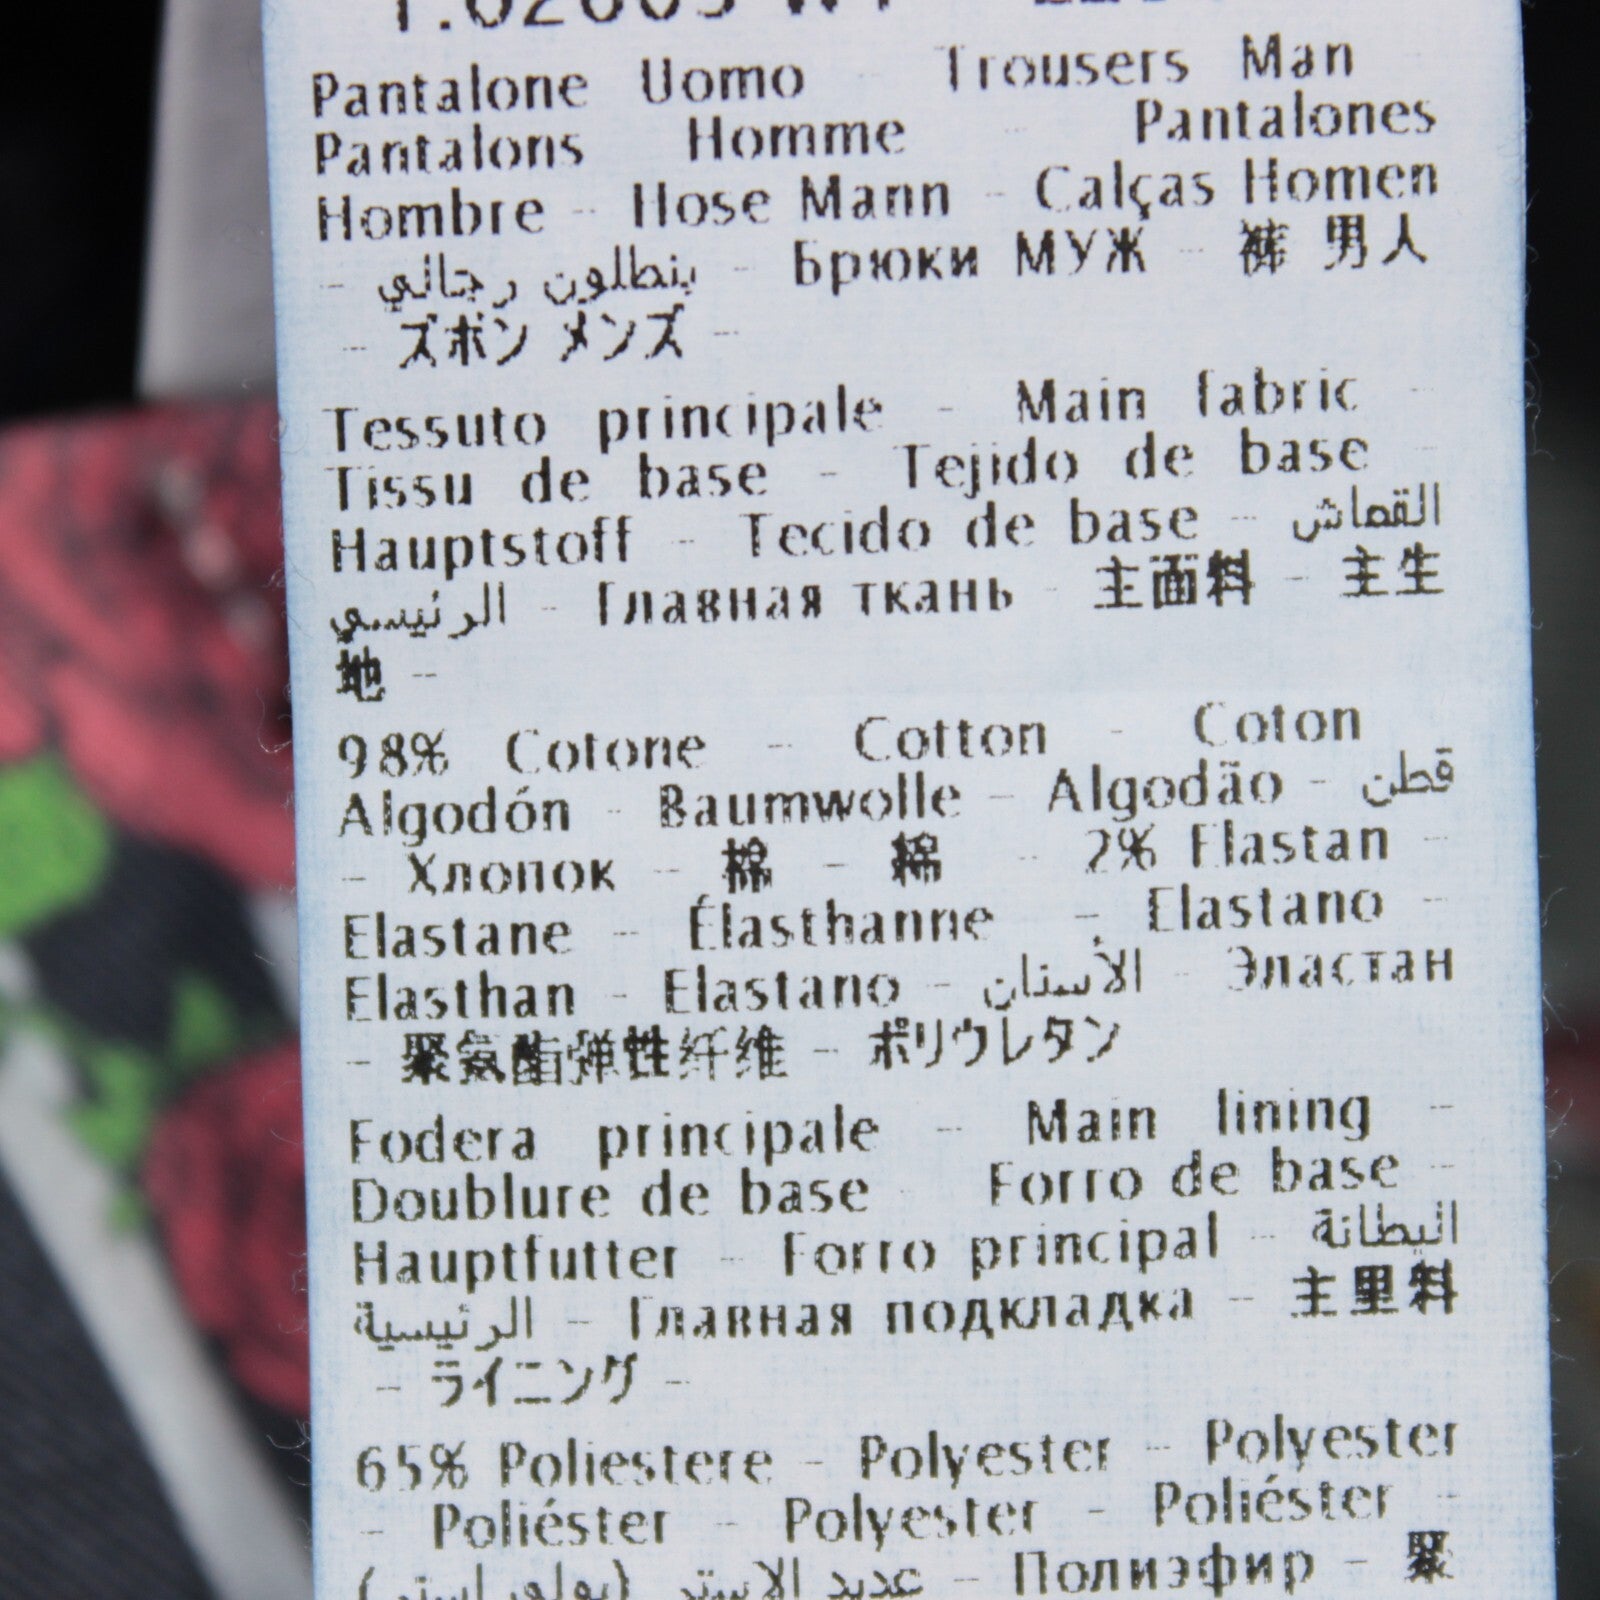 Pantalone Uomo - Trousers Man
Pantalons Homme - Pantalones
Hombre - Hose Mann - Calças Homen
- بنطلون رجالي - Брюки МУЖ - 裤 男人
- ズボン メンズ -
Tessuto principale - Main fabric -
Tissu de base - Tejido de base -
Hauptstoff - Tecido de base - القماش
الرئيسي - Главная ткань - 主面料 - 主生
地 -
98% Cotone - Cotton - Coton
Algodón - Baumwolle - Algodão - قطن
- Хлопок - 棉 - 綿 - 2% Elastan -
Elastane - Élasthanne - Elastano -
Elasthan - Elastano - الأستان - Эластан
- 聚氨酯弹性纤维 - ポリウレタン
Fodera principale - Main lining -
Doublure de base - Forro de base -
Hauptfutter - Forro principal - البطانة
الرئيسية - Главная подкладка - 主里料
- ライニング -
65% Poliestere - Polyester - Polyester
- Poliéster - Polyester - Poliéster -
عديد الاستر - Полиэфир - 聚